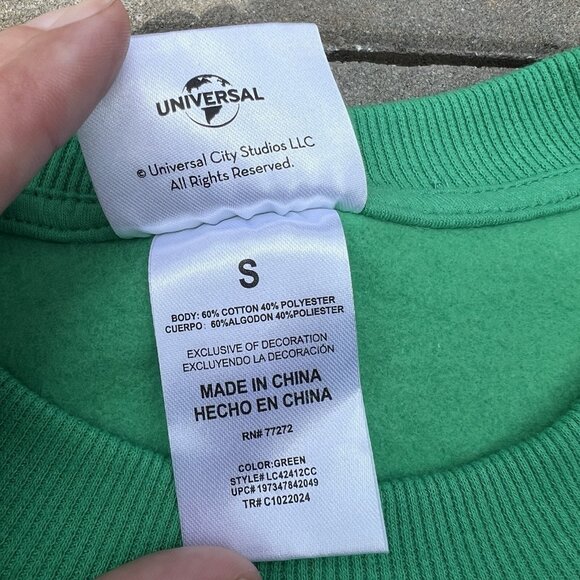 UNIVERSAL
© Universal City Studios LLC
All Rights Reserved.
S
BODY: 60% COTTON 40% POLYESTER
CUERPO: 60%ALGODON 40%POLIESTER
EXCLUSIVE OF DECORATION
EXCLUYENDO LA DECORACIÓN
MADE IN CHINA
HECHO EN CHINA
RN# 77272
COLOR:GREEN
STYLE# LC42412CC
UPC# 197347842049
TR# C1022024